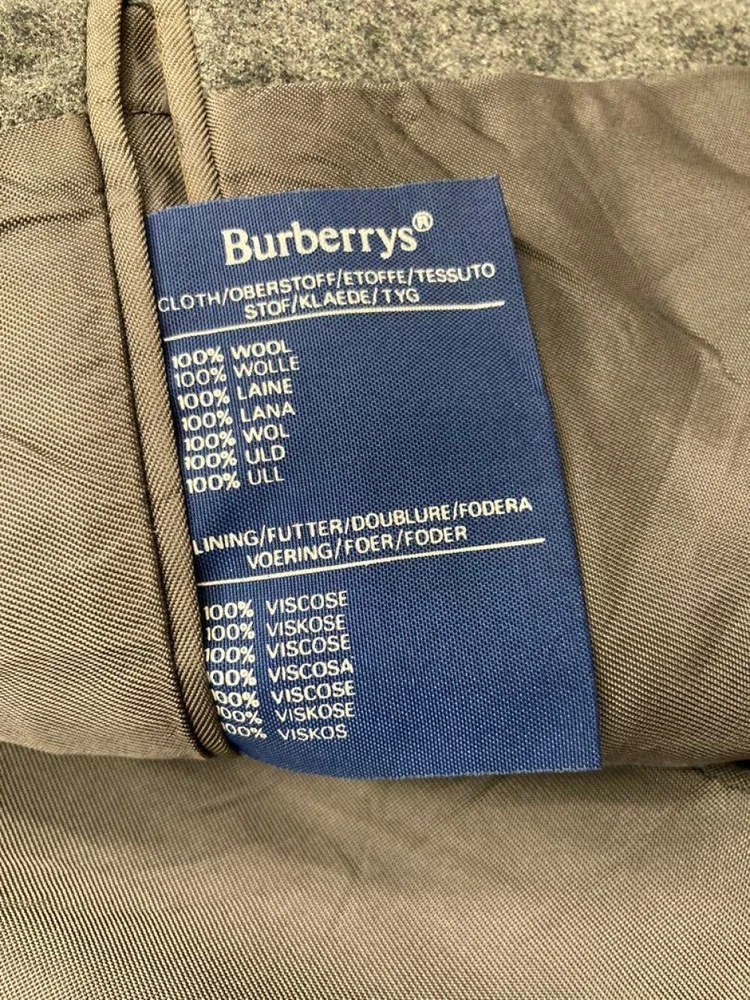 Burberrys®
CLOTH/OBERSTOFF/ETOFFE/TESSUTO
STOF/KLAEDE/TYG
100% WOOL
100% WOLLE
100% LAINE
100% LANA
100% WOL
100% ULD
100% ULL
LINING/FUTTER/DOUBLURE/FODERA
VOERING/FOER/FODER
100% VISCOSE
100% VISKOSE
100% VISCOSE
100% VISCOSA
100% VISCOSE
100% VISKOSE
100% VISKOS